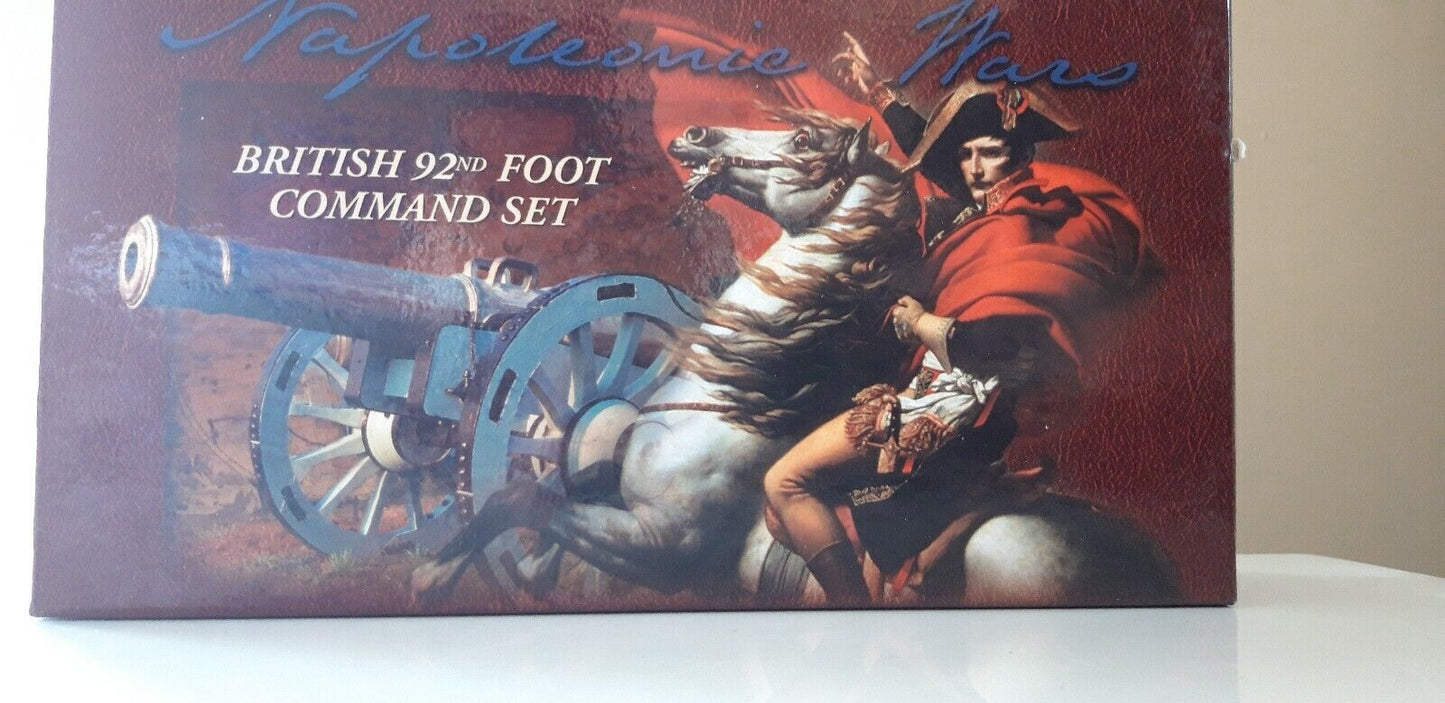 Napoleonic Wars
BRITISH 92ND FOOT
COMMAND SET